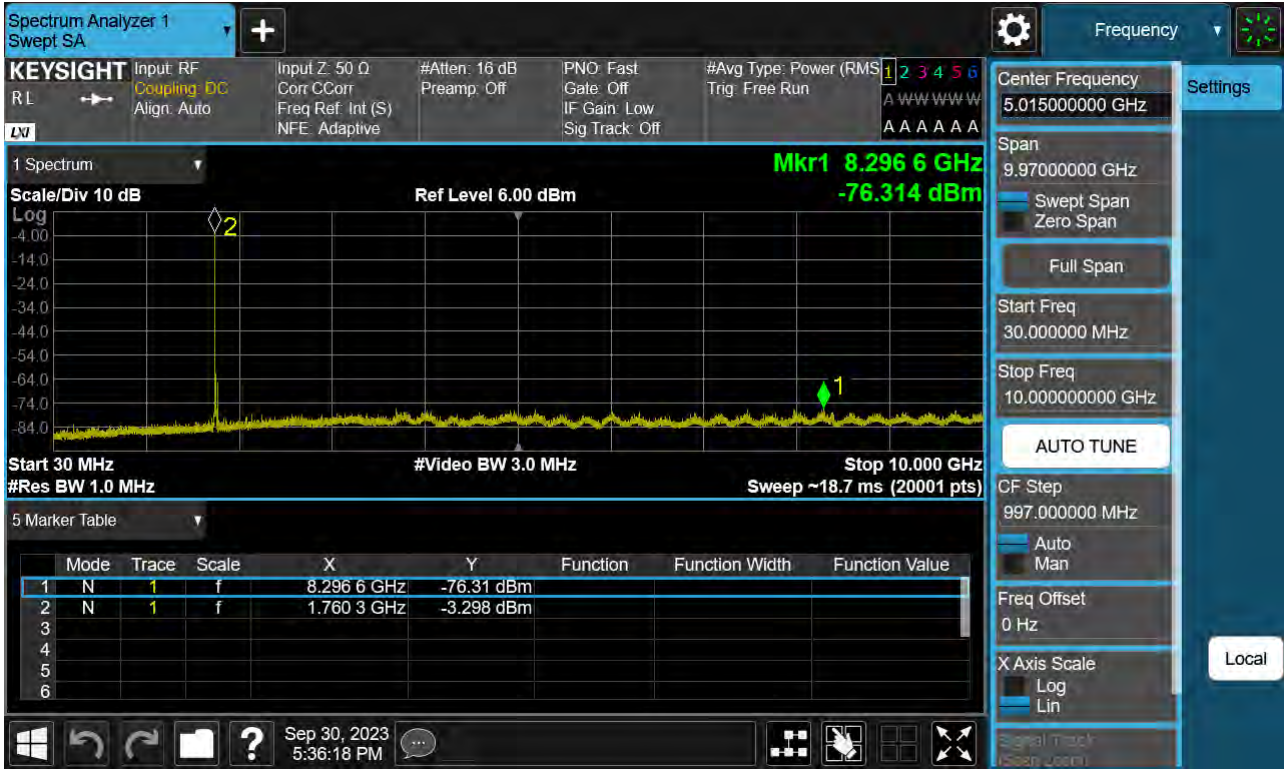 Spectrum Analyzer 1
Swept SA
Frequency
KEYSIGHT
RL
LXI
Input: RF
Coupling: DC
Align: Auto
Input Z: 50 Ω
Corr CCorr
Freq Ref: Int (S)
NFE: Adaptive
#Atten: 16 dB
Preamp: Off
PNO: Fast
Gate: Off
IF Gain: Low
Sig Track: Off
#Avg Type: Power (RMS
Trig: Free Run
1 2 3 4 5 6
A W W W W W
A A A A A A
Center Frequency
5.015000000 GHz
Settings
1 Spectrum
Mkr1 8.296 6 GHz
-76.314 dBm
Scale/Div 10 dB
Ref Level 6.00 dBm
Log
-4.00
-14.0
-24.0
-34.0
-44.0
-54.0
-64.0
-74.0
-84.0
2
1
Start 30 MHz
#Video BW 3.0 MHz
Stop 10.000 GHz
#Res BW 1.0 MHz
Sweep ~18.7 ms (20001 pts)
Span
9.97000000 GHz
Swept Span
Zero Span
Full Span
Start Freq
30.000000 MHz
Stop Freq
10.000000000 GHz
AUTO TUNE
CF Step
997.000000 MHz
Auto
Man
Freq Offset
0 Hz
X Axis Scale
Log
Lin
Signal Track
(Span Zoom)
Local
5 Marker Table
Mode Trace Scale X Y Function Function Width Function Value
1 N 1 f 8.296 6 GHz -76.31 dBm
2 N 1 f 1.760 3 GHz -3.298 dBm
3
4
5
6
?
Sep 30, 2023
5:36:18 PM